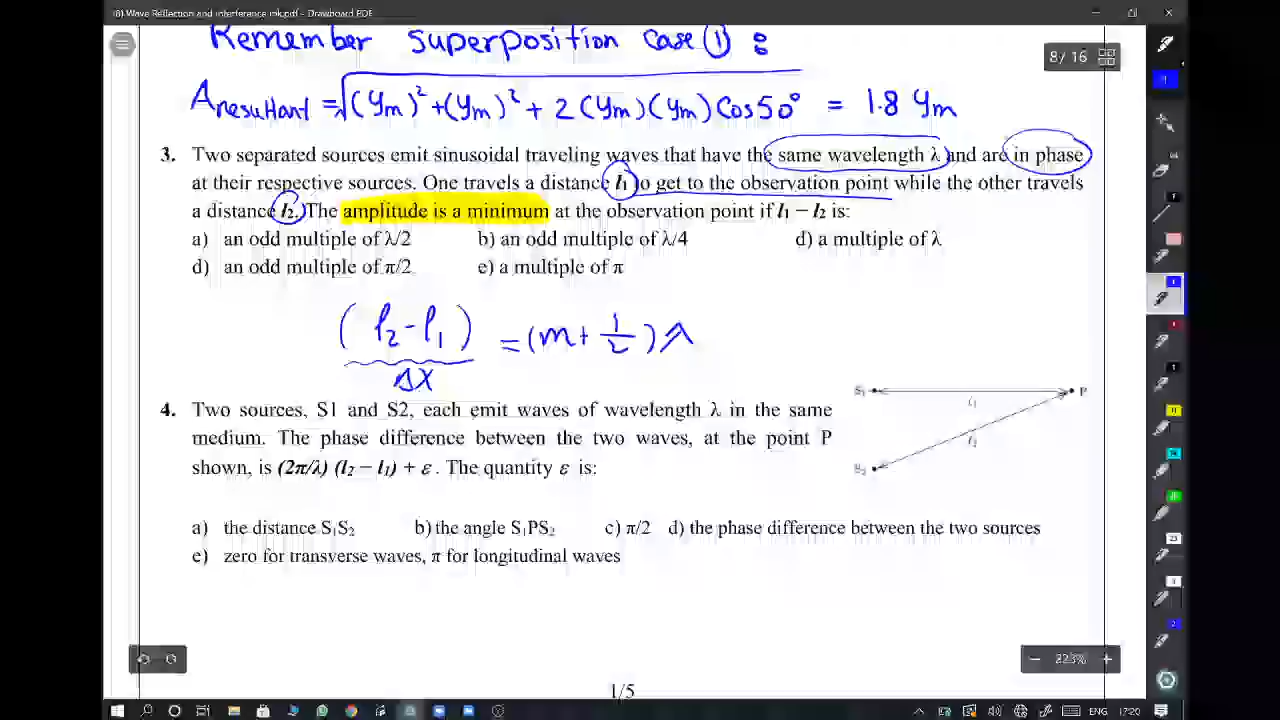 (8) Wave Reflection and interference mk.pdf - Drawboard PDF
Remember superposition case ① :
8 / 16
A resultant = √(ym)² + (ym)² + 2 (ym) (ym) Cos50° = 1.8 ym
3. Two separated sources emit sinusoidal traveling waves that have the same wavelength λ and are in phase
at their respective sources. One travels a distance l₁ to get to the observation point while the other travels
a distance l₂. The amplitude is a minimum at the observation point if l₁ − l₂ is:
a) an odd multiple of λ/2 b) an odd multiple of λ/4 d) a multiple of λ
d) an odd multiple of π/2 e) a multiple of π
(l₂-l₁) = (m + 1/2) λ
ΔX
4. Two sources, S1 and S2, each emit waves of wavelength λ in the same
medium. The phase difference between the two waves, at the point P
shown, is (2π/λ) (l₂ − l₁) + ε . The quantity ε is:
S₁ P
l₁
l₂
S₂
a) the distance S₁S₂ b) the angle S₁PS₂ c) π/2 d) the phase difference between the two sources
e) zero for transverse waves, π for longitudinal waves
223%
1/5
ENG 17:20